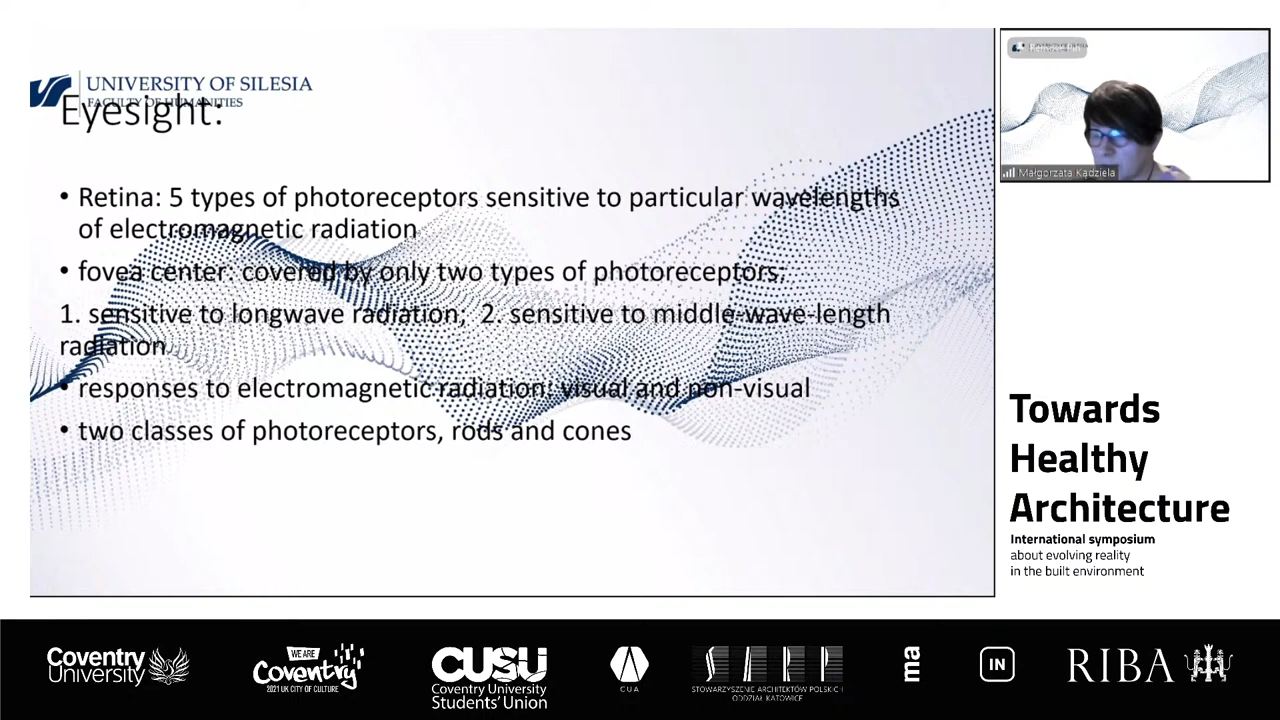 UNIVERSITY OF SILESIA
FACULTY OF HUMANITIES
Eyesight:
• Retina: 5 types of photoreceptors sensitive to particular wavelengths
of electromagnetic radiation
• fovea center: covered by only two types of photoreceptors;
1. sensitive to longwave radiation; 2. sensitive to middle-wave-length
radiation
• responses to electromagnetic radiation: visual and non-visual
• two classes of photoreceptors, rods and cones
Małgorzata Kądziela
Towards
Healthy
Architecture
International symposium
about evolving reality
in the built environment
Coventry
University
WE ARE
Coventry
2021 UK CITY OF CULTURE
CUSU
Coventry University
Students' Union
CUA
SARP
STOWARZYSZENIE ARCHITEKTÓW POLSKICH
ODDZIAŁ KATOWICE
ma
IN
RIBA